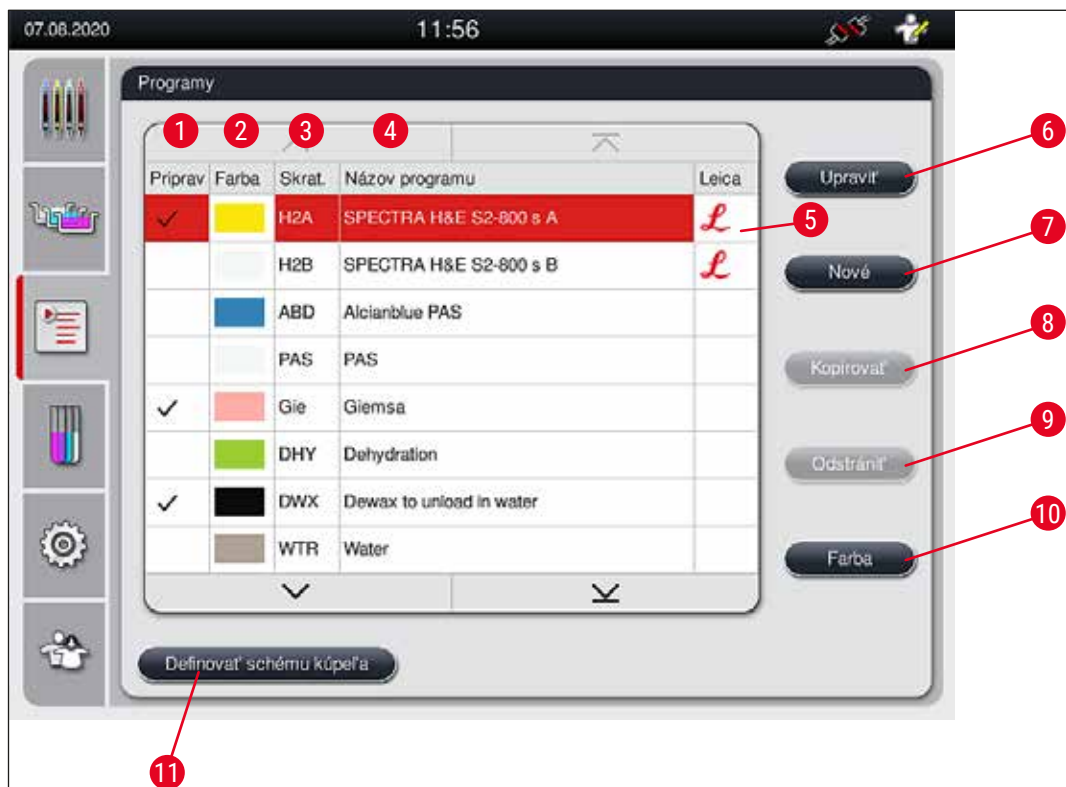 07.08.2020 11:56
Programy
1 2 3 4
Priprav Farba Skrat. Názov programu Leica
H2A SPECTRA H&E S2-800 s A L
H2B SPECTRA H&E S2-800 s B L
ABD Alcianblue PAS
PAS PAS
Gie Giemsa
DHY Dehydration
DWX Dewax to unload in water
WTR Water
5
Upraviť 6
Nové 7
Kopírovať 8
Odstrániť 9
Farba 10
Definovať schému kúpeľa
11